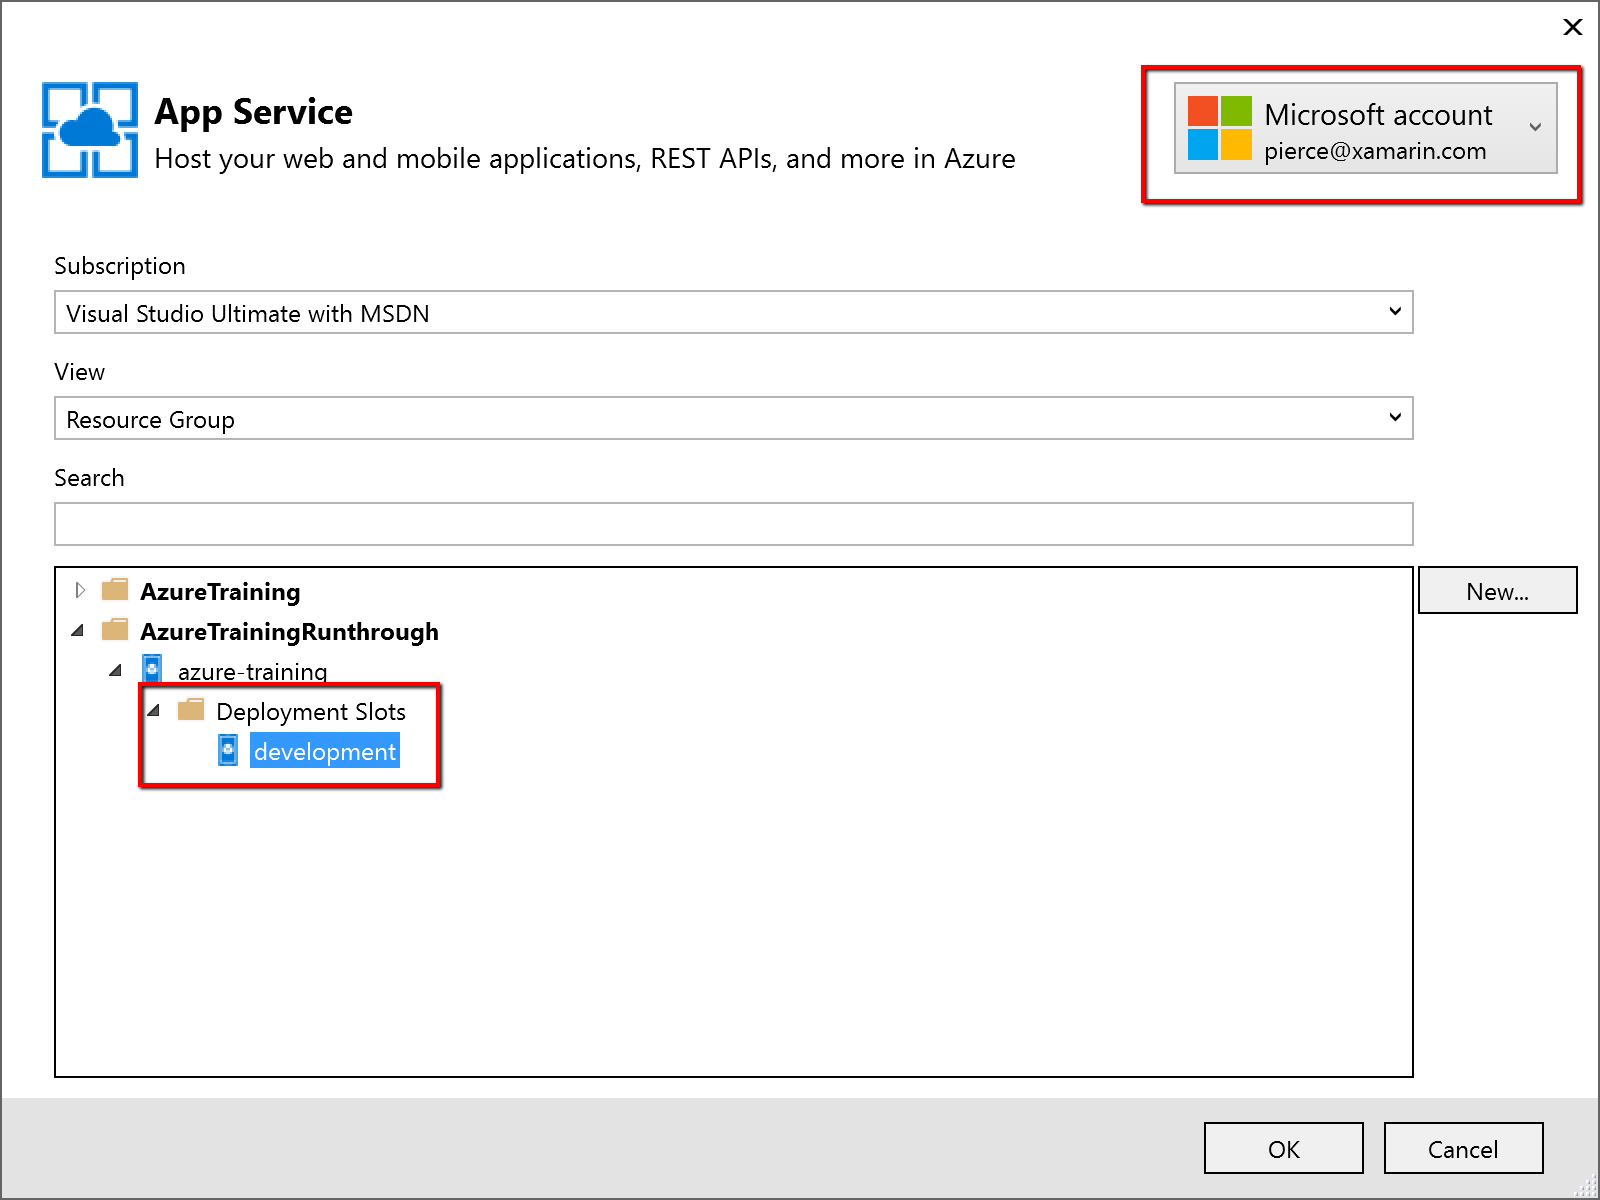 App Service
Host your web and mobile applications, REST APIs, and more in Azure
Microsoft account
pierce@xamarin.com
Subscription
Visual Studio Ultimate with MSDN
View
Resource Group
Search
AzureTraining
New...
AzureTrainingRunthrough
azure-training
Deployment Slots
development
OK
Cancel